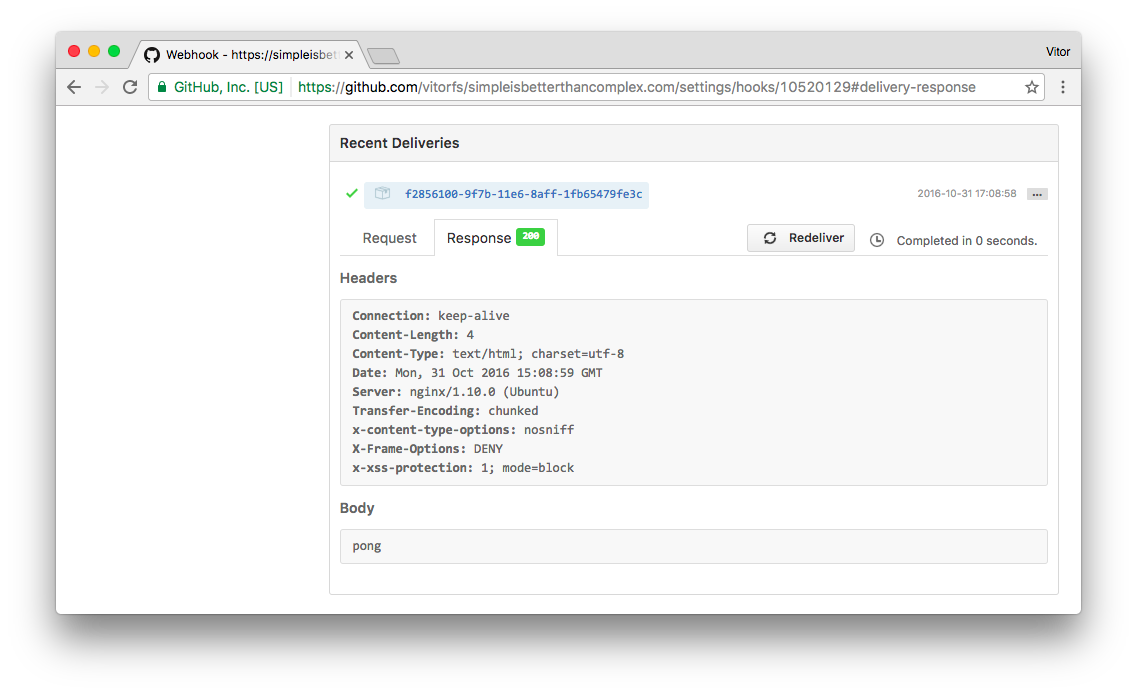 Webhook - https://simpleisbet
Vitor
GitHub, Inc. [US] https://github.com/vitorfs/simpleisbetterthancomplex.com/settings/hooks/10520129#delivery-response
Recent Deliveries
f2856100-9f7b-11e6-8aff-1fb65479fe3c 2016-10-31 17:08:58 ...
Request Response 200 Redeliver Completed in 0 seconds.
Headers
Connection: keep-alive
Content-Length: 4
Content-Type: text/html; charset=utf-8
Date: Mon, 31 Oct 2016 15:08:59 GMT
Server: nginx/1.10.0 (Ubuntu)
Transfer-Encoding: chunked
x-content-type-options: nosniff
X-Frame-Options: DENY
x-xss-protection: 1; mode=block
Body
pong